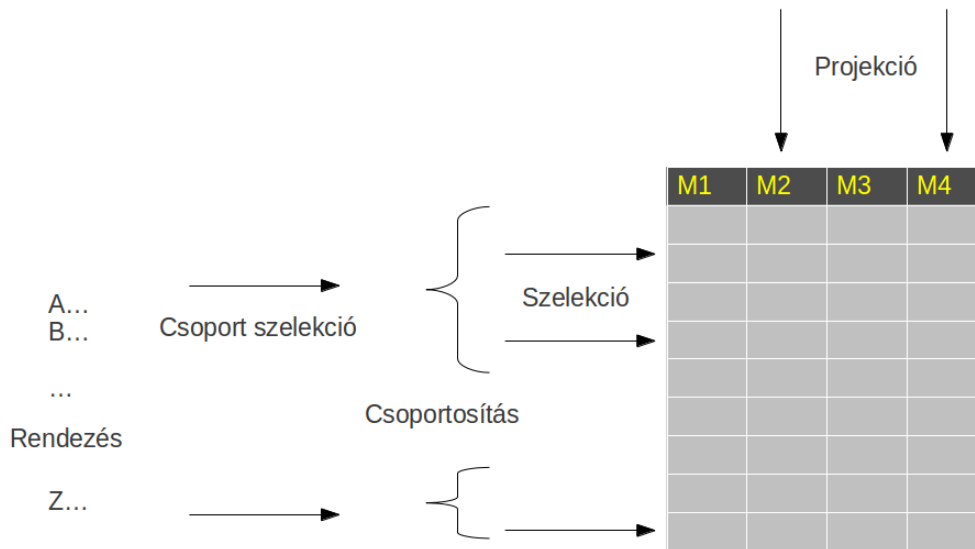 Projekció
M1 M2 M3 M4
A...
B...
Csoport szelekció
Szelekció
...
Csoportosítás
Rendezés
Z...